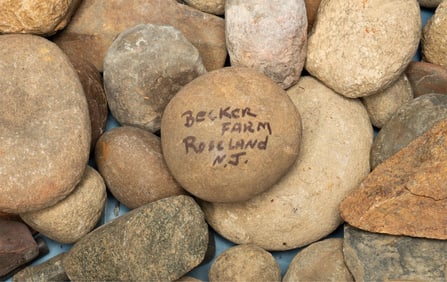 BECKER
FARM
ROSELAND
N.J.